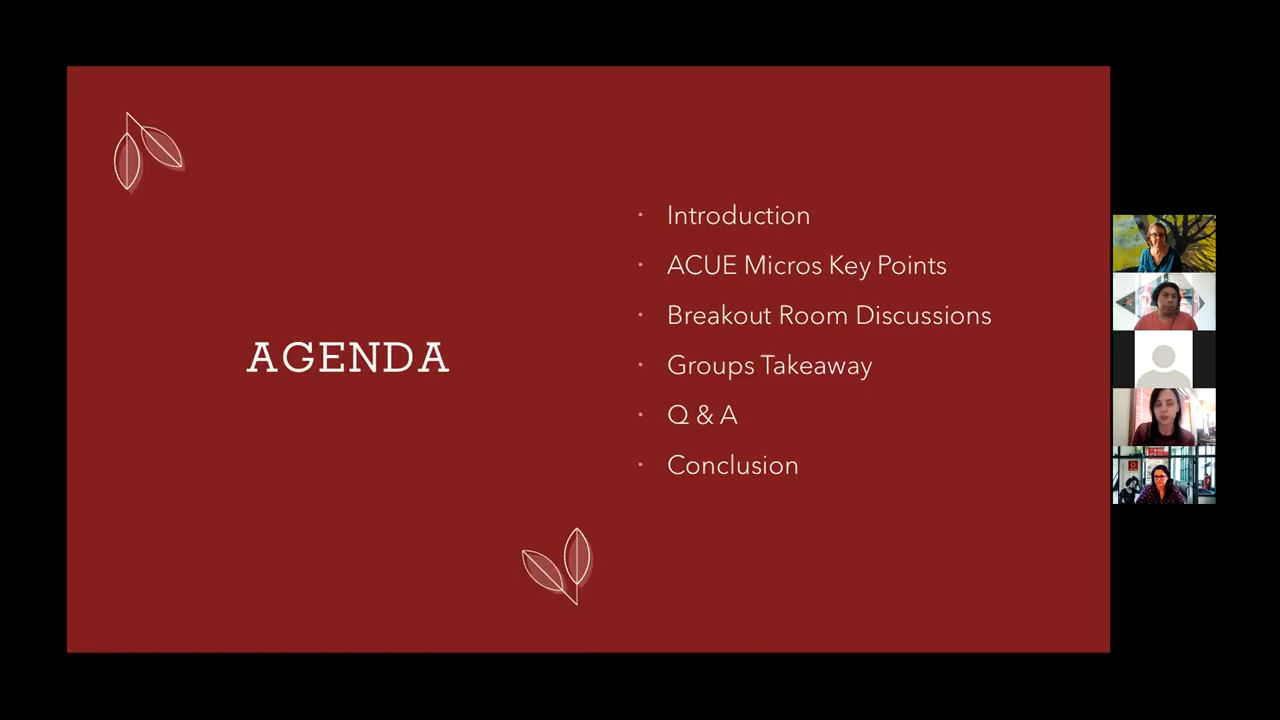 AGENDA
Introduction
ACUE Micros Key Points
Breakout Room Discussions
Groups Takeaway
Q & A
Conclusion